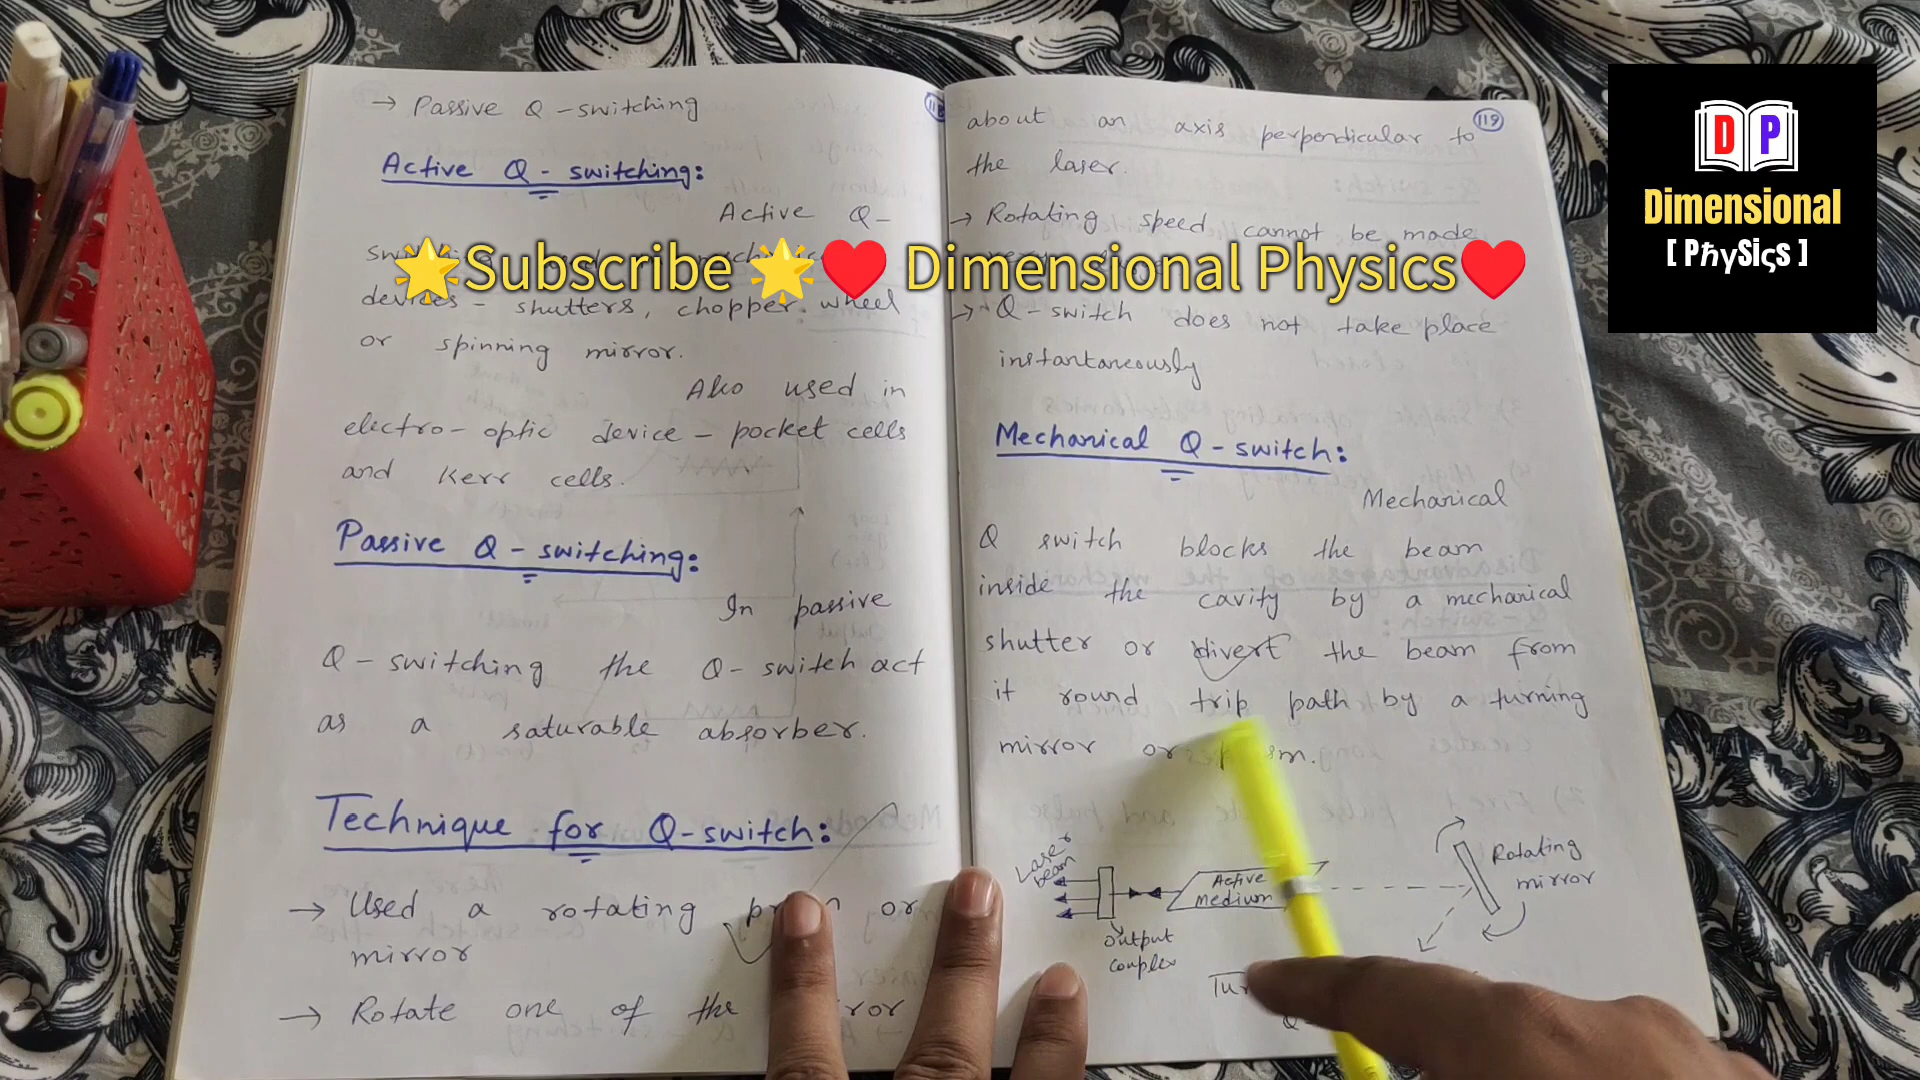 → Passive Q-switching
Active Q-switching:
Active Q-
devices - shutters, chopper wheel
or spinning mirror.
Also used in
electro-optic device - pocket cells
and Kerr cells.
Passive Q-switching:
In passive
Q-switching the Q-switch act
as a saturable absorber.
Technique for Q-switch:
→ Used a rotating or
mirror
→ Rotate one of the
119
about an axis perpendicular to
the laser.
→ Rotating speed cannot be made
→ Q-switch does not take place
instantaneously
Mechanical Q-switch:
Mechanical
Q switch blocks the beam
inside the cavity by a mechanical
shutter or divert the beam from
it round trip path by a turning
mirror or
Laser
beam
Active
medium
Rotating
mirror
Output
coupler
🌟Subscribe 🌟♥️ Dimensional Physics♥️
DP
Dimensional
[ PℏγSiςs ]